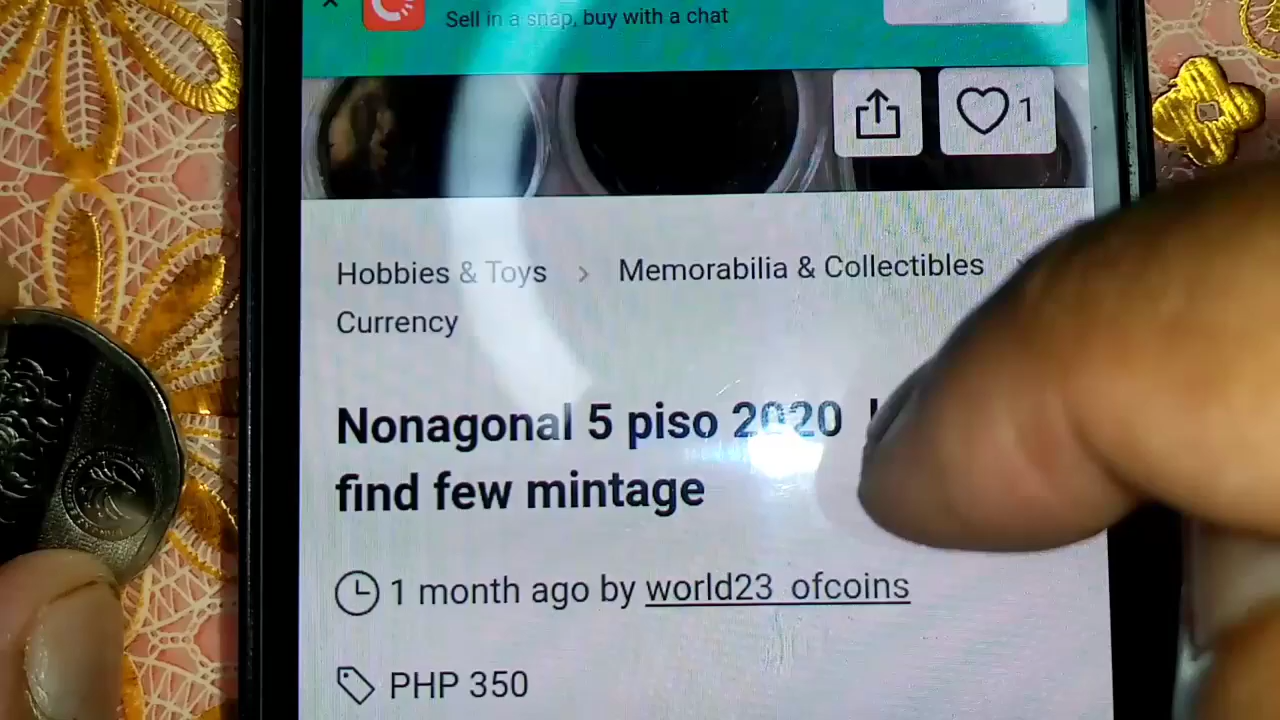 Sell in a snap, buy with a chat
1
Hobbies & Toys > Memorabilia & Collectibles
Currency
Nonagonal 5 piso 2020
find few mintage
1 month ago by world23_ofcoins
PHP 350